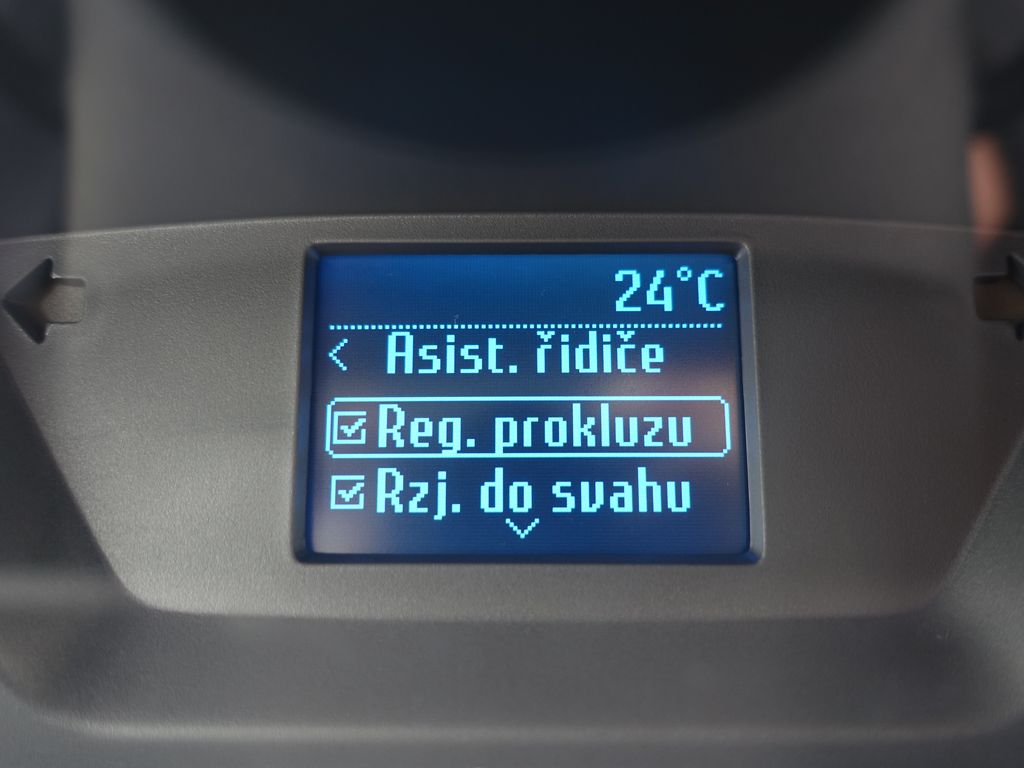 24°C
< Asist. řidiče
Reg. prokluzu
Rzj. do svahu